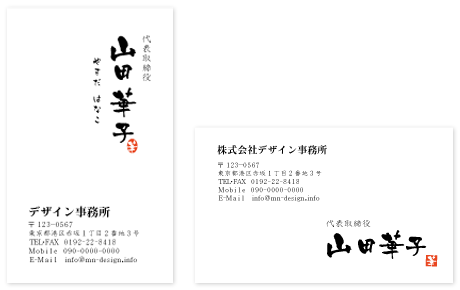 代表取締役
山田華子
やまだ はなこ
デザイン事務所
〒123-0567
東京都港区赤坂1丁目2番地3号
TEL・FAX 0192-22-8418
Mobile 090-0000-0000
E-Mail info@mn-design.info
株式会社デザイン事務所
〒123-0567
東京都港区赤坂1丁目2番地3号
TEL・FAX 0192-22-8418
Mobile 090-0000-0000
E-Mail info@mn-design.info
代表取締役
山田華子